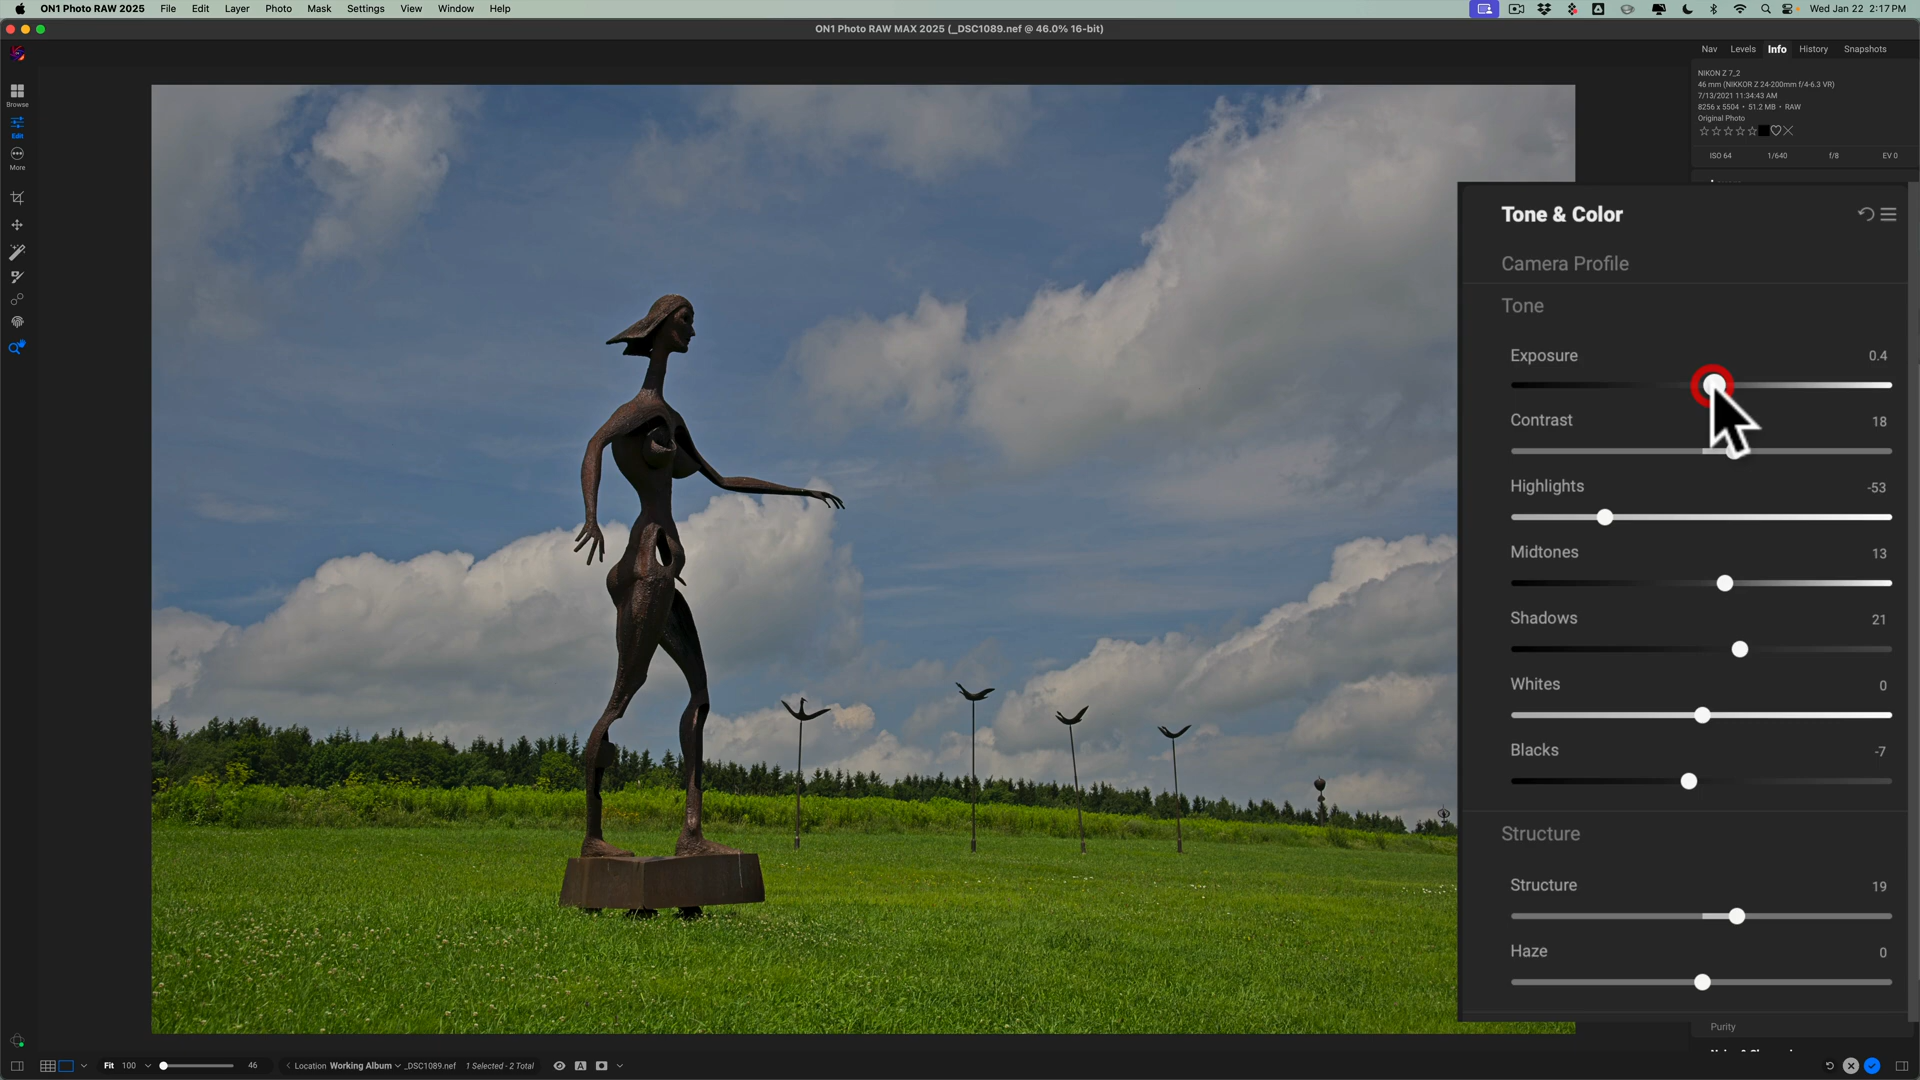 ON1 Photo RAW 2025 File Edit Layer Photo Mask Settings View Window Help Wed Jan 22 2:17 PM
ON1 Photo RAW MAX 2025 (_DSC1089.nef @ 46.0% 16-bit)
Nav Levels Info History Snapshots
NIKON Z 7_2
46 mm (NIKKOR Z 24-200mm f/4-6.3 VR)
7/13/2021 11:34:43 AM
8256 x 5504 • 51.2 MB • RAW
Original Photo
ISO 64 1/640 f/8 EV 0
Browse
Edit
More
Tone & Color
Camera Profile
Tone
Exposure 0.4
Contrast 18
Highlights -53
Midtones 13
Shadows 21
Whites 0
Blacks -7
Structure
Structure 19
Haze 0
Purity
Fit 100 46 Location Working Album _DSC1089.nef 1 Selected - 2 Total